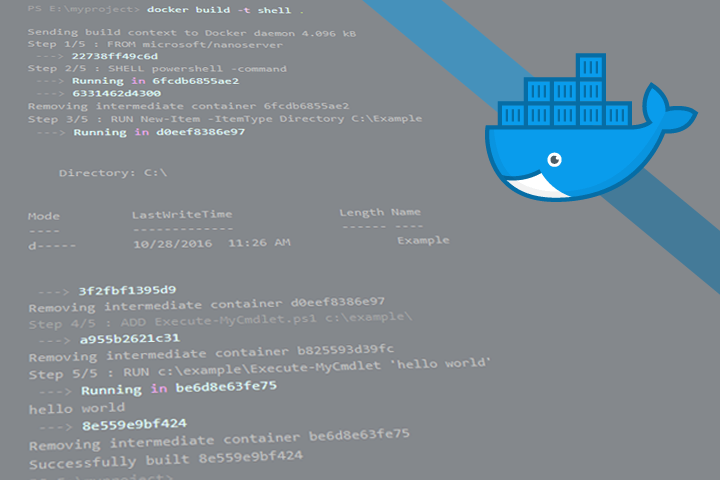 PS E:\myproject> docker build -t shell .
Sending build context to Docker daemon 4.096 kB
Step 1/5 : FROM microsoft/nanoserver
---> 22738ff49c6d
Step 2/5 : SHELL powershell -command
---> Running in 6fcdb6855ae2
---> 6331462d4300
Removing intermediate container 6fcdb6855ae2
Step 3/5 : RUN New-Item -ItemType Directory C:\Example
---> Running in d0eef8386e97
Directory: C:\
Mode LastWriteTime Length Name
---- ------------- ------ ----
d----- 10/28/2016 11:26 AM Example
---> 3f2fbf1395d9
Removing intermediate container d0eef8386e97
Step 4/5 : ADD Execute-MyCmdlet.ps1 c:\example\
---> a955b2621c31
Removing intermediate container b825593d39fc
Step 5/5 : RUN c:\example\Execute-MyCmdlet 'hello world'
---> Running in be6d8e63fe75
hello world
---> 8e559e9bf424
Removing intermediate container be6d8e63fe75
Successfully built 8e559e9bf424
PS E:\myproject>